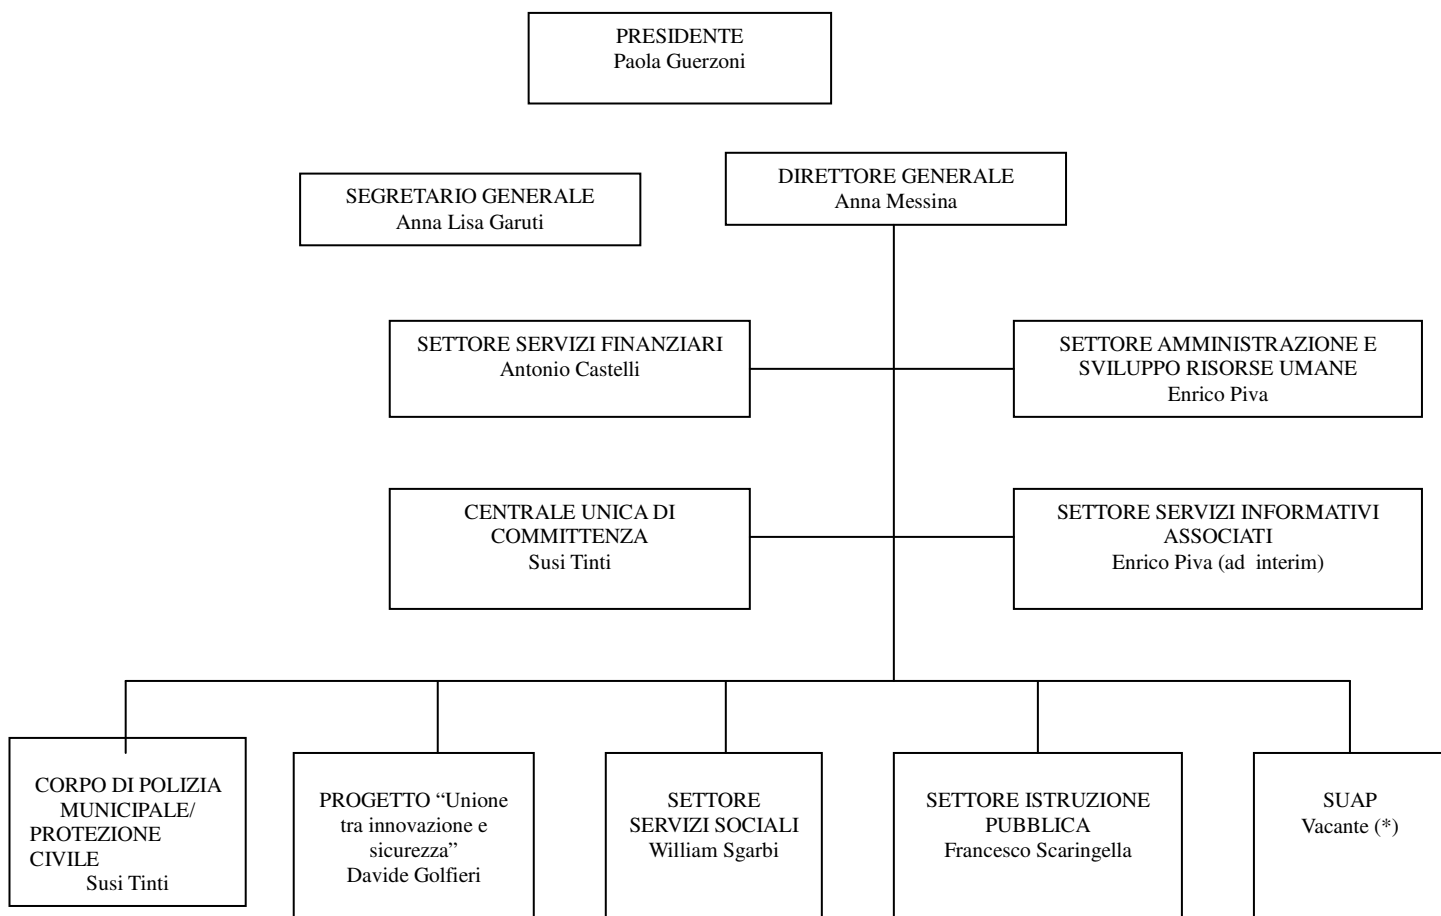 PRESIDENTE
Paola Guerzoni
DIRETTORE GENERALE
Anna Messina
SEGRETARIO GENERALE
Anna Lisa Garuti
SETTORE SERVIZI FINANZIARI
Antonio Castelli
SETTORE AMMINISTRAZIONE E
SVILUPPO RISORSE UMANE
Enrico Piva
CENTRALE UNICA DI
COMMITTENZA
Susi Tinti
SETTORE SERVIZI INFORMATIVI
ASSOCIATI
Enrico Piva (ad interim)
CORPO DI POLIZIA
MUNICIPALE/
PROTEZIONE
CIVILE
Susi Tinti
PROGETTO “Unione
tra innovazione e
sicurezza”
Davide Golfieri
SETTORE
SERVIZI SOCIALI
William Sgarbi
SETTORE ISTRUZIONE
PUBBLICA
Francesco Scaringella
SUAP
Vacante (*)